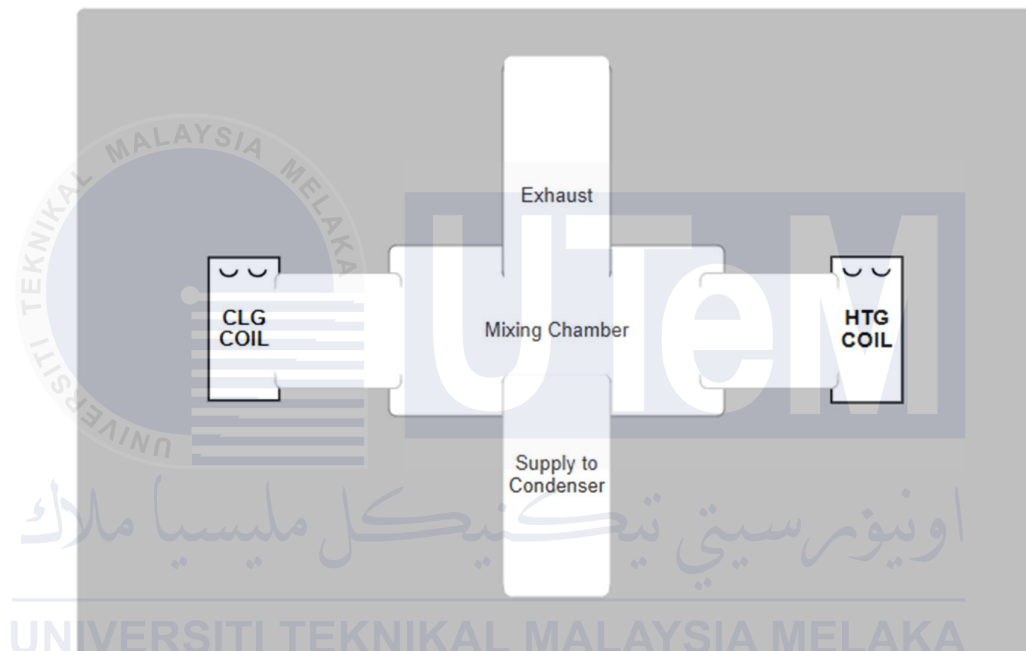 Exhaust
CLG
COIL
Mixing Chamber
HTG
COIL
Supply to
Condenser
UNIVERSITI TEKNIKAL MALAYSIA MELAKA
UTeM
اونيۏرسيتي تيكنيكل مليسيا ملاك
UNIVERSITI TEKNIKAL MALAYSIA MELAKA